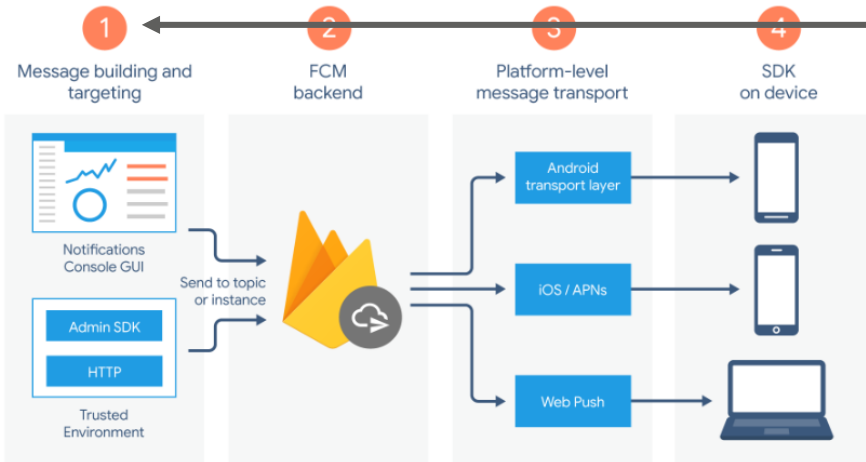 1
2
3
4
Message building and
targeting
FCM
backend
Platform-level
message transport
SDK
on device
Notifications
Console GUI
Send to topic
or instance
Admin SDK
HTTP
Trusted
Environment
Android
transport layer
iOS / APNs
Web Push